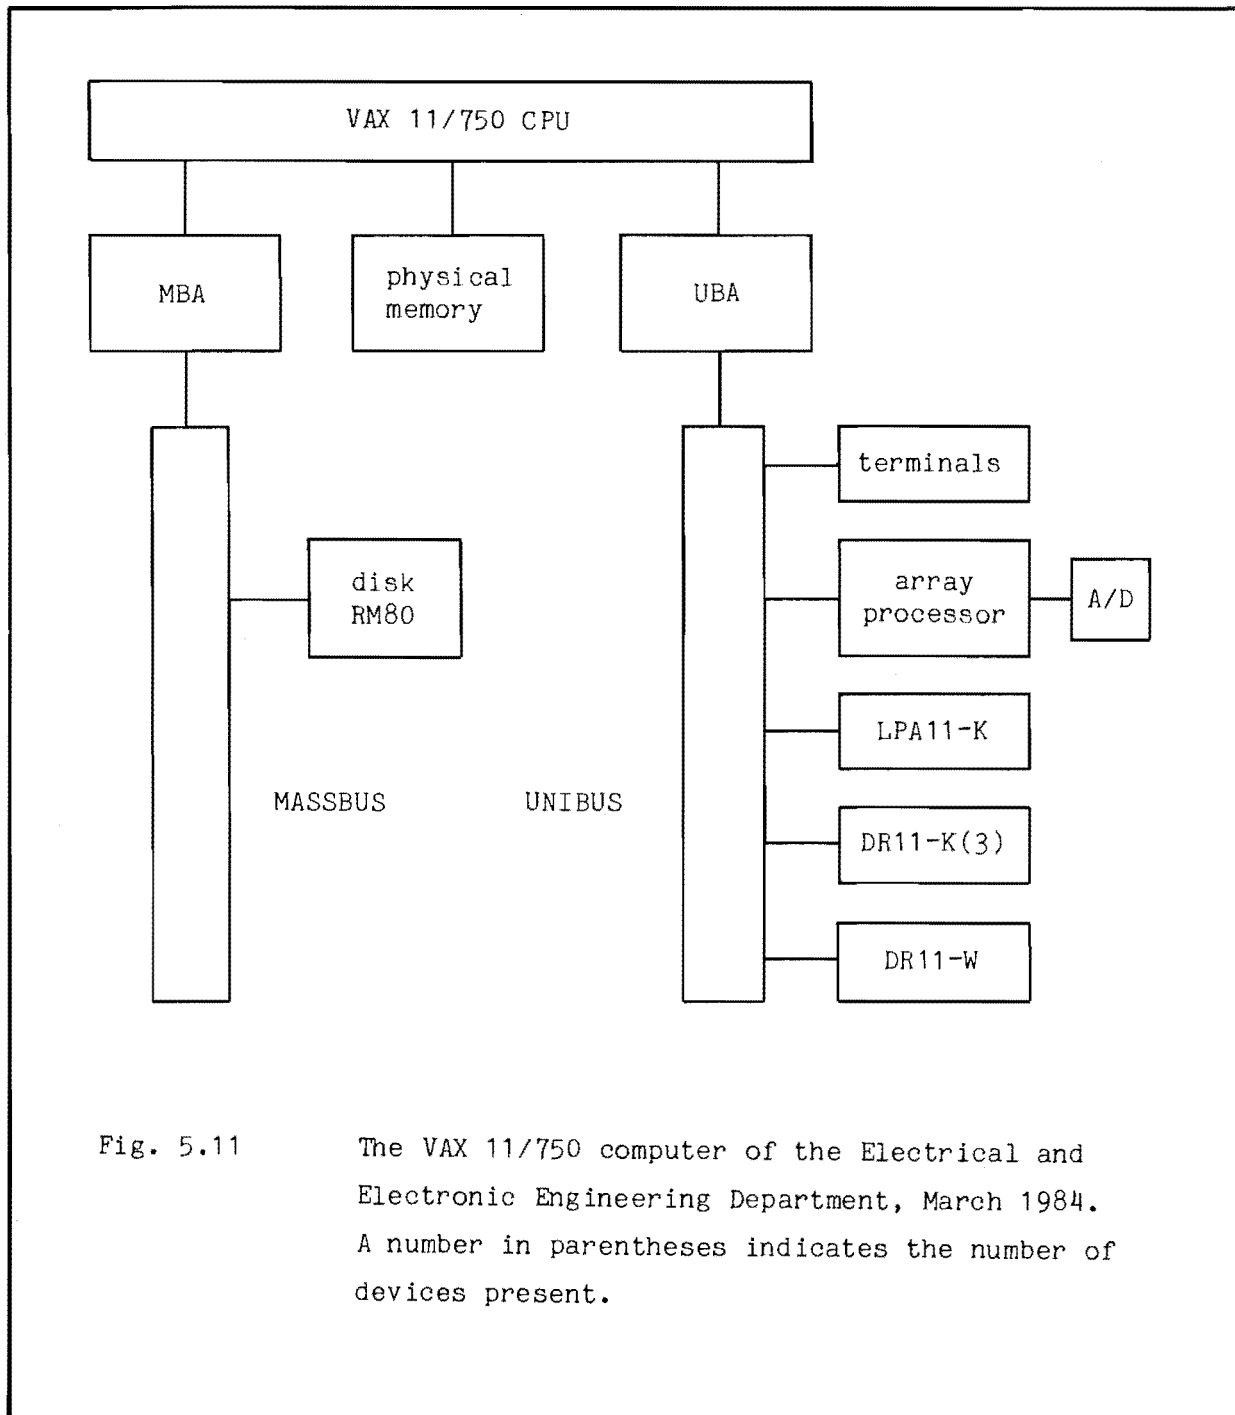 VAX 11/750 CPU
MBA
physical
memory
UBA
terminals
disk
RM80
array
processor
A/D
LPA11-K
MASSBUS
UNIBUS
DR11-K(3)
DR11-W
Fig. 5.11 The VAX 11/750 computer of the Electrical and
Electronic Engineering Department, March 1984.
A number in parentheses indicates the number of
devices present.